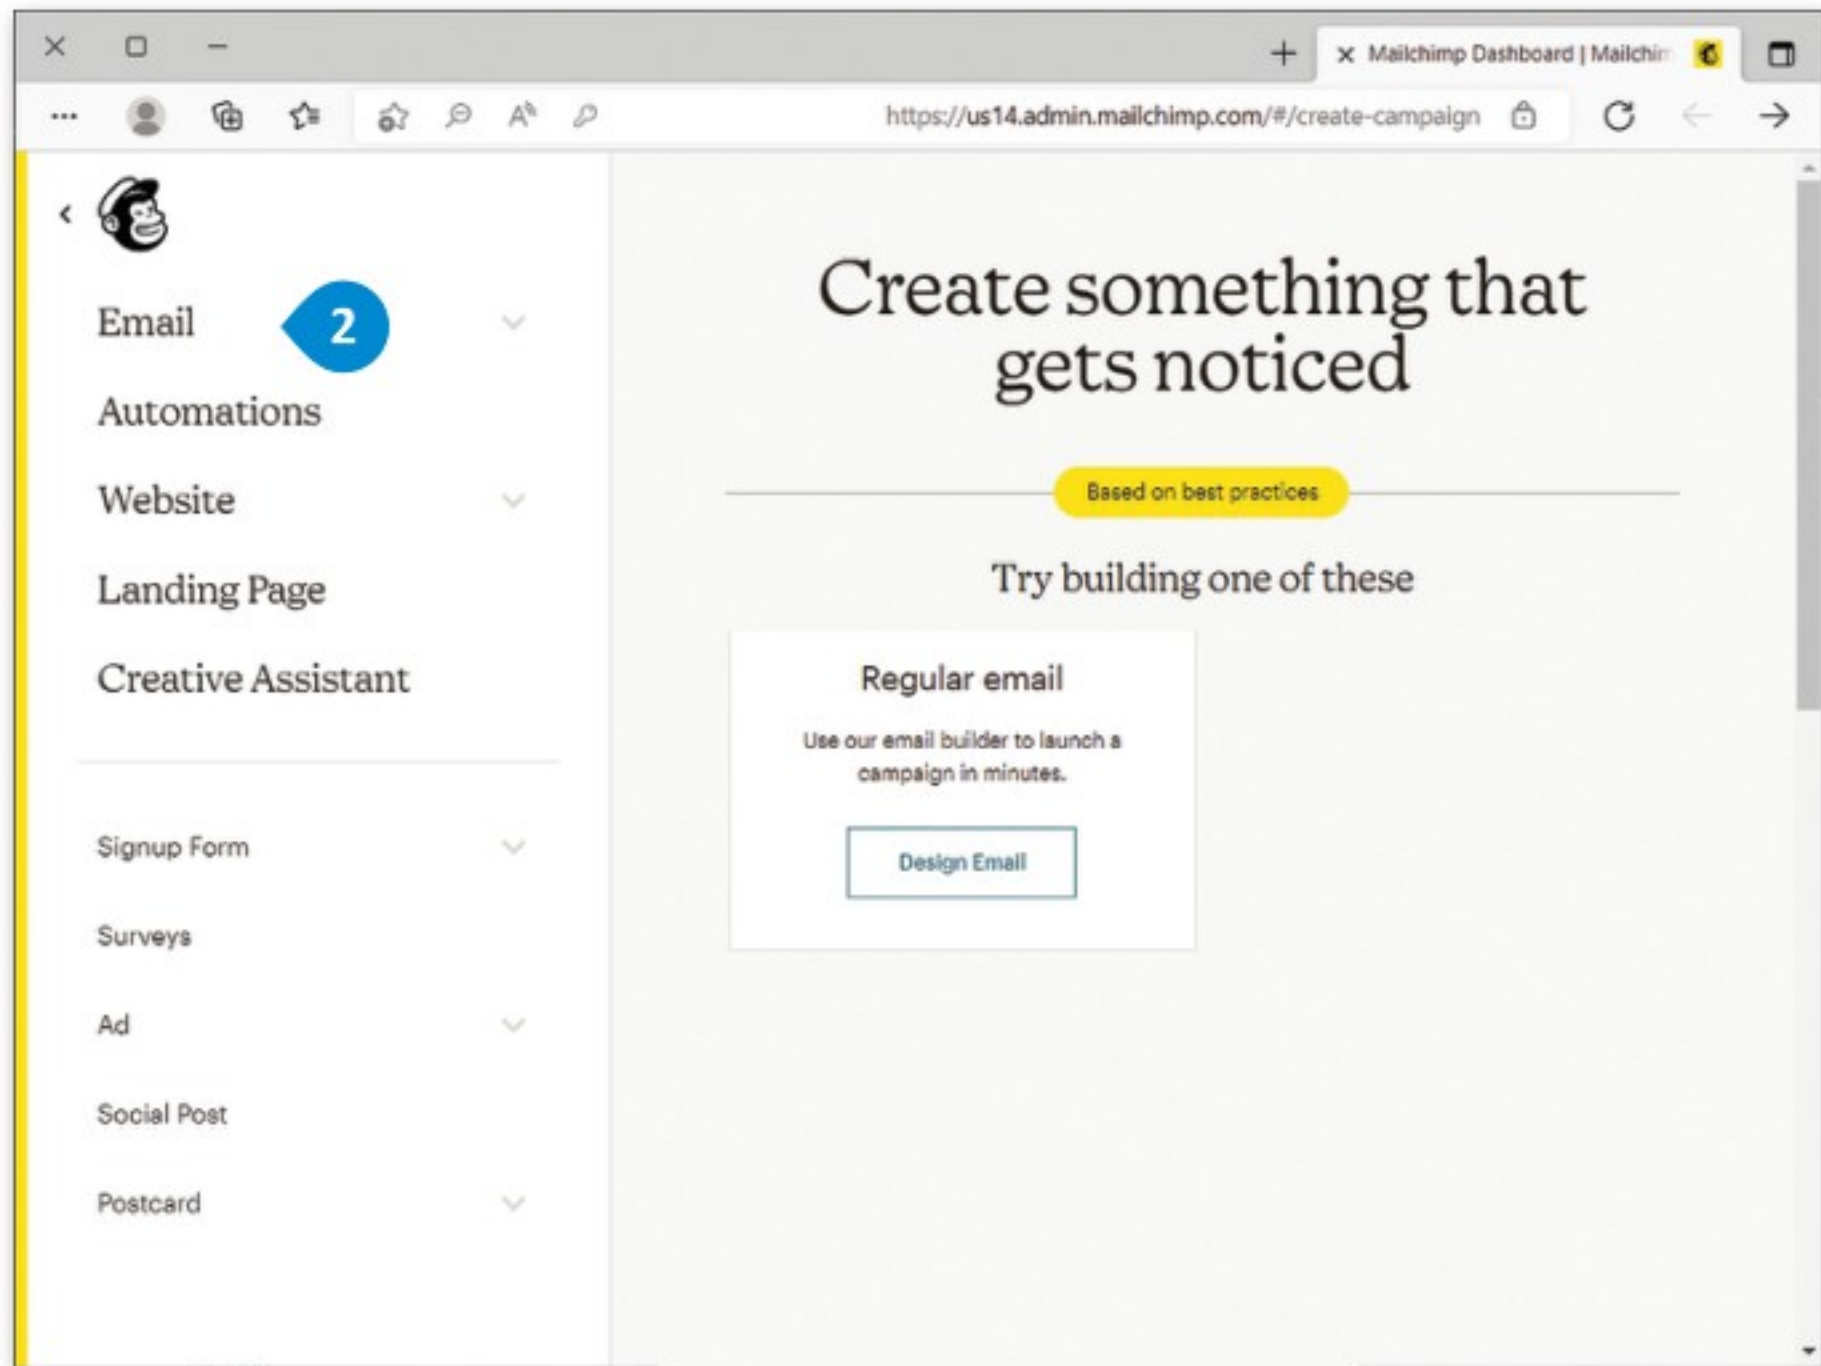 Mailchimp Dashboard | Mailchim
https://us14.admin.mailchimp.com/#/create-campaign
Email
2
Automations
Website
Landing Page
Creative Assistant
Signup Form
Surveys
Ad
Social Post
Postcard
Create something that
gets noticed
Based on best practices
Try building one of these
Regular email
Use our email builder to launch a
campaign in minutes.
Design Email